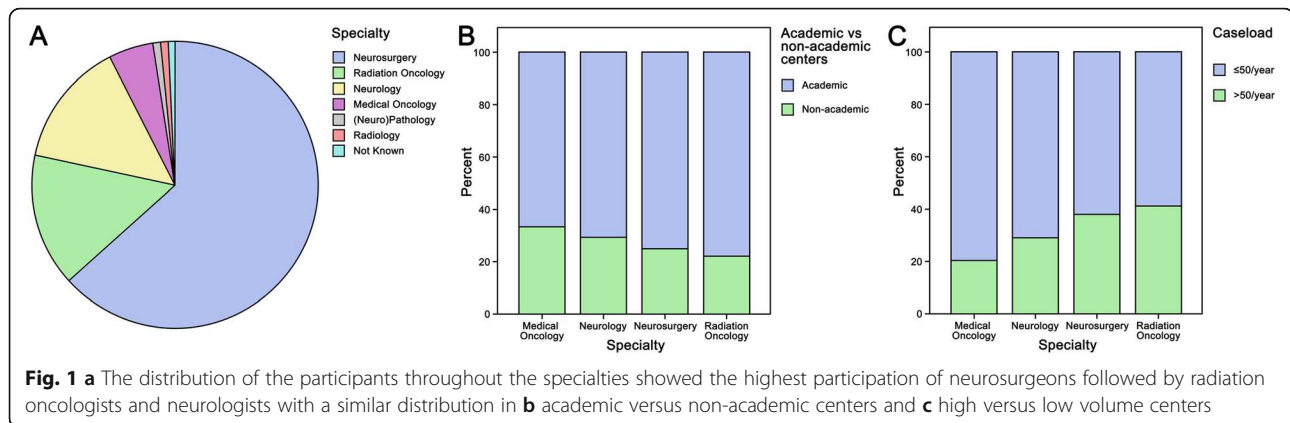 A
Specialty
Neurosurgery
Radiation Oncology
Neurology
Medical Oncology
(Neuro)Pathology
Radiology
Not Known
B
100
80
60
40
20
0
Percent
Medical
Oncology
Neurology
Neurosurgery
Radiation
Oncology
Specialty
Academic vs
non-academic
centers
Academic
Non-academic
C
100
80
60
40
20
0
Percent
Medical
Oncology
Neurology
Neurosurgery
Radiation
Oncology
Specialty
Caseload
≤50/year
>50/year
Fig. 1 a The distribution of the participants throughout the specialties showed the highest participation of neurosurgeons followed by radiation
oncologists and neurologists with a similar distribution in b academic versus non-academic centers and c high versus low volume centers